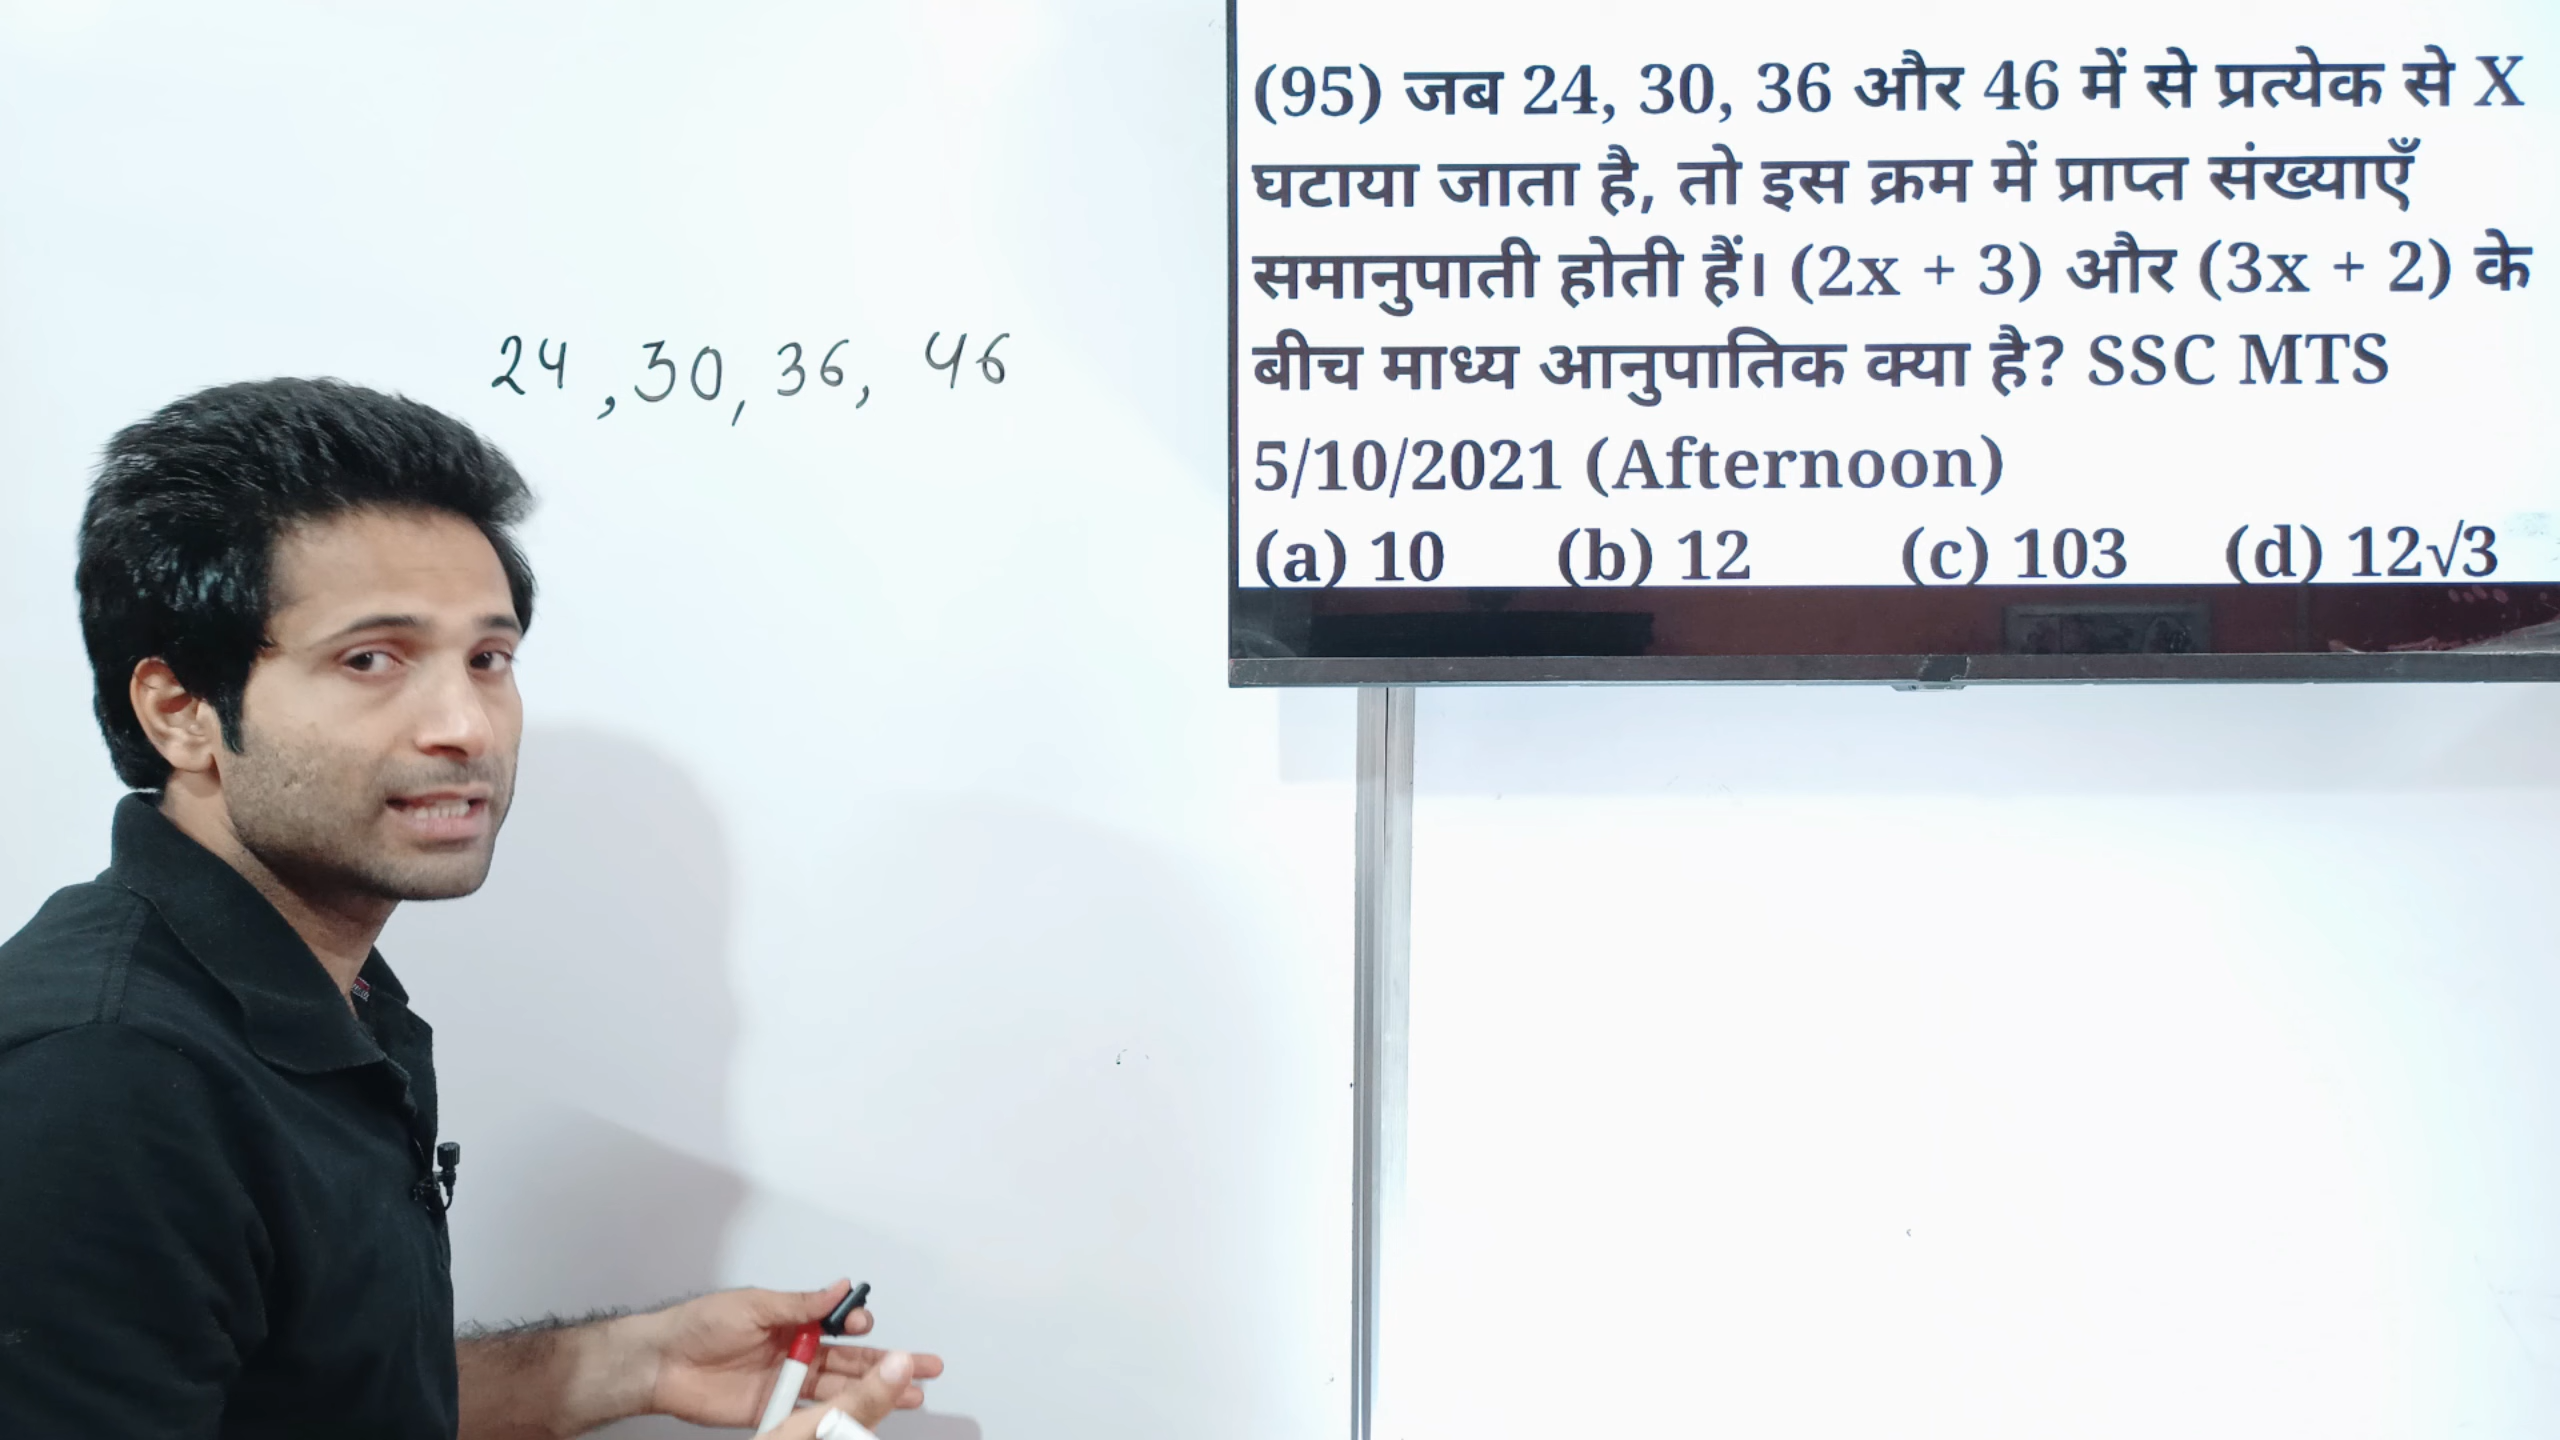 24, 30, 36, 46
(95) जब 24, 30, 36 और 46 में से प्रत्येक से X
घटाया जाता है, तो इस क्रम में प्राप्त संख्याएँ
समानुपाती होती हैं। (2x + 3) और (3x + 2) के
बीच माध्य आनुपातिक क्या है? SSC MTS
5/10/2021 (Afternoon)
(a) 10 (b) 12 (c) 103 (d) 12√3